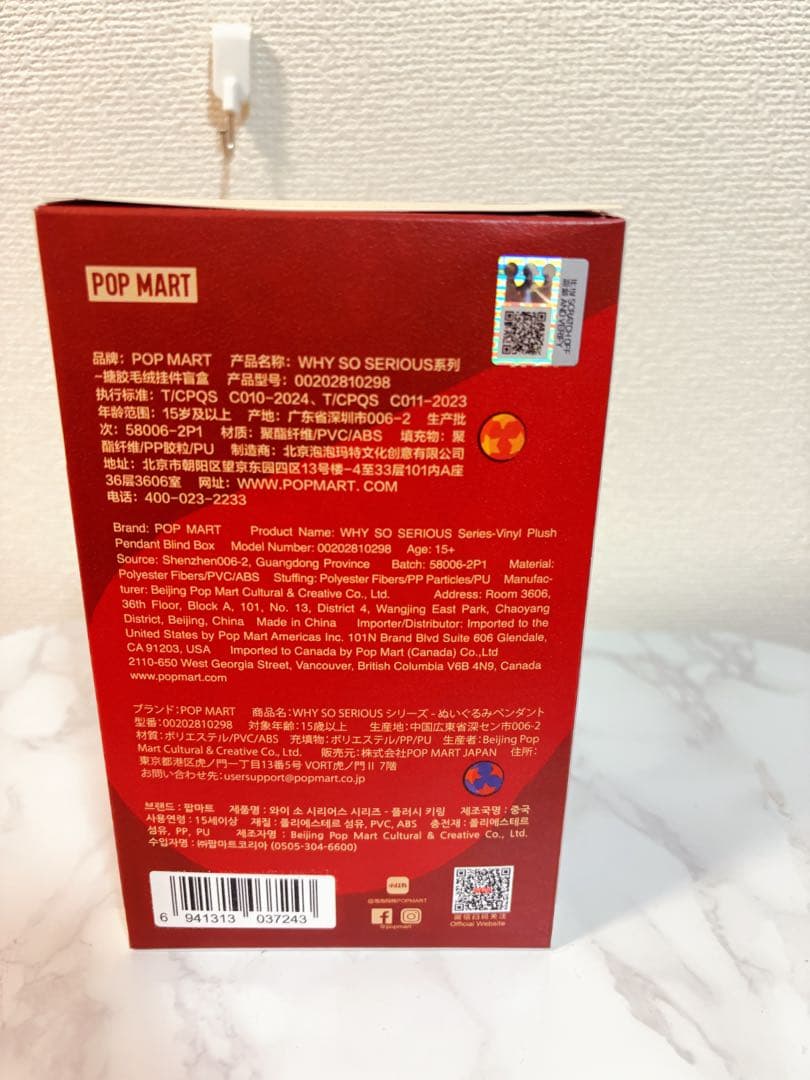 POP MART
品牌：POP MART 产品名称：WHY SO SERIOUS系列
-搪胶毛绒挂件盲盒 产品型号：00202810298
执行标准：T/CPQS C010-2024、T/CPQS C011-2023
年龄范围：15岁及以上 产地：广东省深圳市006-2 生产批
次：58006-2P1 材质：聚酯纤维/PVC/ABS 填充物：聚
酯纤维/PP胶粒/PU 制造商：北京泡泡玛特文化创意有限公司
地址：北京市朝阳区望京东园四区13号楼-4至33层101内A座
36层3606室 网址：WWW.POPMART.COM
电话：400-023-2233
Brand: POP MART Product Name: WHY SO SERIOUS Series-Vinyl Plush
Pendant Blind Box Model Number: 00202810298 Age: 15+
Source: Shenzhen006-2, Guangdong Province Batch: 58006-2P1 Material:
Polyester Fibers/PVC/ABS Stuffing: Polyester Fibers/PP Particles/PU Manufac-
turer: Beijing Pop Mart Cultural & Creative Co., Ltd. Address: Room 3606,
36th Floor, Block A, 101, No. 13, District 4, Wangjing East Park, Chaoyang
District, Beijing, China Made in China Importer/Distributor: Imported to the
United States by Pop Mart Americas Inc. 101N Brand Blvd Suite 606 Glendale,
CA 91203, USA Imported to Canada by Pop Mart (Canada) Co.,Ltd
2110-650 West Georgia Street, Vancouver, British Columbia V6B 4N9, Canada
www.popmart.com
ブランド：POP MART 商品名：WHY SO SERIOUS シリーズ - ぬいぐるみペンダント
型番：00202810298 対象年齢：15歳以上 生産地：中国広東省深セン市006-2
材質：ポリエステル/PVC/ABS 充填物：ポリエステル/PP/PU 生産者：Beijing Pop
Mart Cultural & Creative Co., Ltd. 販売元：株式会社POP MART JAPAN 住所：
東京都港区虎ノ門一丁目13番5号 VORT虎ノ門II 7階
お問い合わせ先：usersupport@popmart.co.jp
브랜드 : 팝마트 제품명 : 와이 소 시리어스 시리즈 - 플러시 키링 제조국명 : 중국
사용연령 : 15세이상 재질 : 폴리에스테르 섬유, PVC, ABS 충전재 : 폴리에스테르
섬유, PP, PU 제조자명 : Beijing Pop Mart Cultural & Creative Co., Ltd.
수입자명 : ㈜팝마트코리아 (0505-304-6600)
6 941313 037243
小红书
@泡泡玛特POPMART
@popmart
微信扫码关注
Official Website
SCRATCH OFF
AND VERIFY